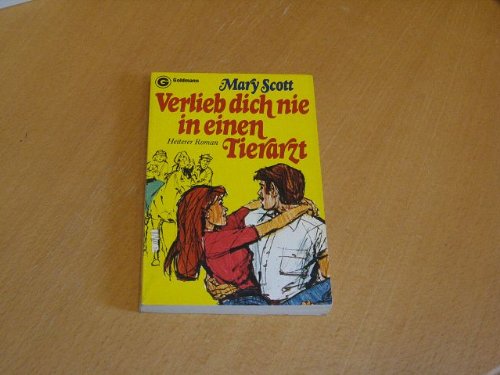 Goldmann
Mary Scott
Verlieb dich nie
in einen
Heiterer Roman
Tierarzt